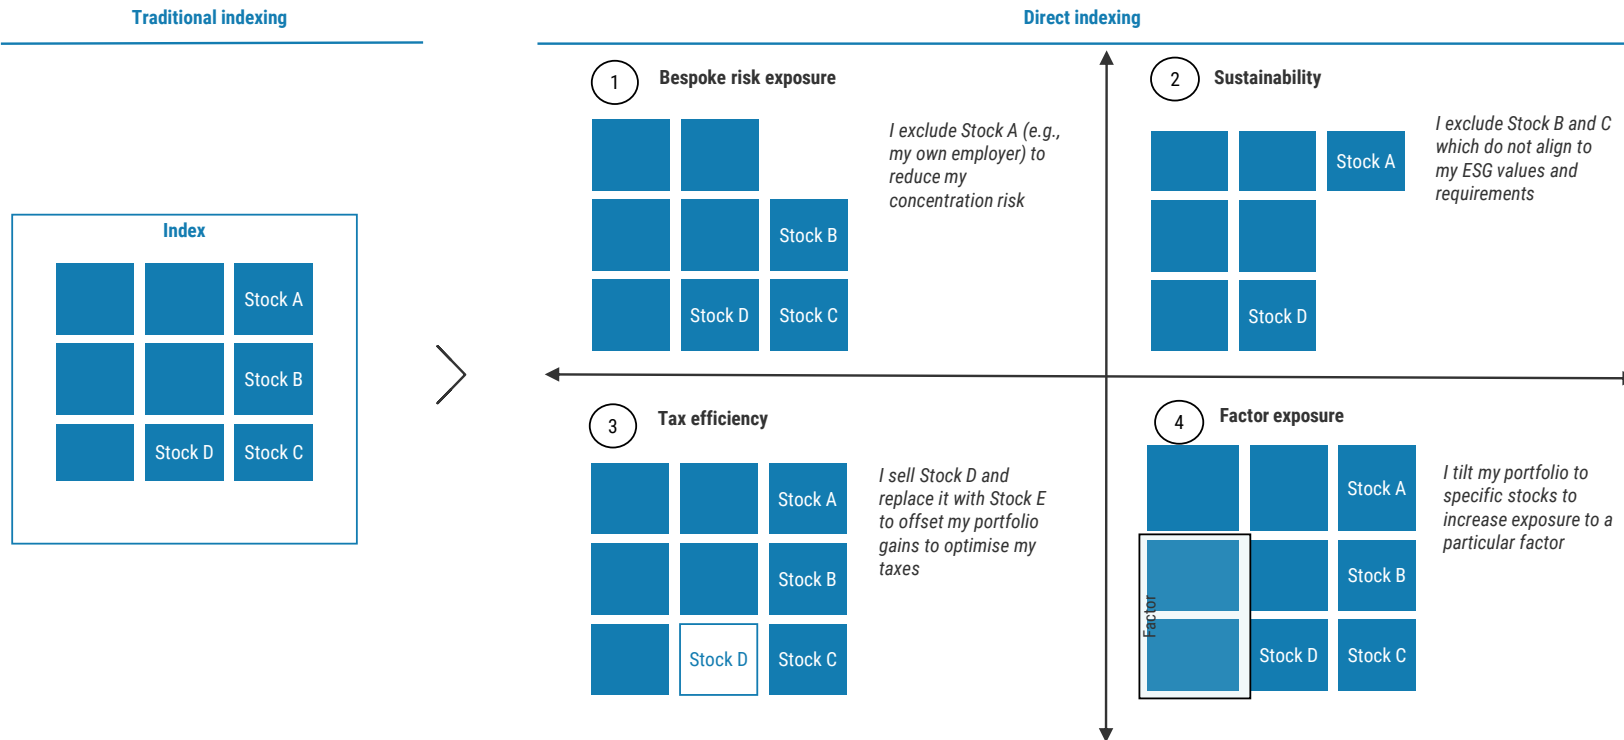 Traditional indexing
Direct indexing
Index
Stock A
Stock B
Stock D
Stock C
1
Bespoke risk exposure
I exclude Stock A (e.g.,
my own employer) to
reduce my
concentration risk
Stock B
Stock D
Stock C
2
Sustainability
I exclude Stock B and C
which do not align to
my ESG values and
requirements
Stock A
Stock D
3
Tax efficiency
I sell Stock D and
replace it with Stock E
to offset my portfolio
gains to optimise my
taxes
Stock A
Stock B
Stock D
Stock C
4
Factor exposure
I tilt my portfolio to
specific stocks to
increase exposure to a
particular factor
Stock A
Stock B
Factor
Stock D
Stock C